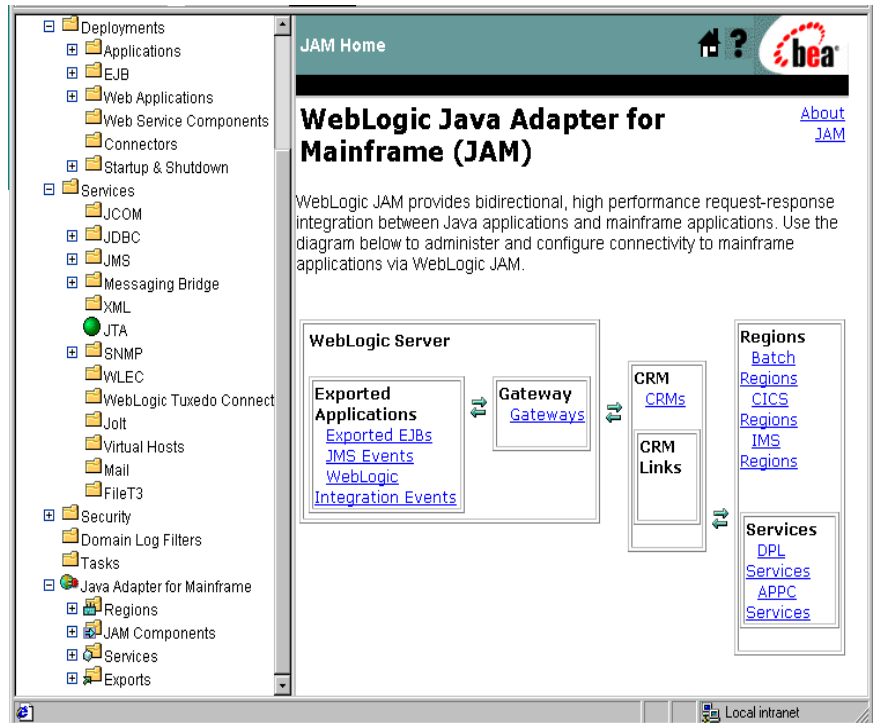 Deployments
Applications
EJB
Web Applications
Web Service Components
Connectors
Startup & Shutdown
Services
JCOM
JDBC
JMS
Messaging Bridge
XML
JTA
SNMP
WLEC
WebLogic Tuxedo Connect
Jolt
Virtual Hosts
Mail
FileT3
Security
Domain Log Filters
Tasks
Java Adapter for Mainframe
Regions
JAM Components
Services
Exports
JAM Home
?
bea
WebLogic Java Adapter for
Mainframe (JAM)
About
JAM
WebLogic JAM provides bidirectional, high performance request-response
integration between Java applications and mainframe applications. Use the
diagram below to administer and configure connectivity to mainframe
applications via WebLogic JAM.
WebLogic Server
Exported
Applications
Exported EJBs
JMS Events
WebLogic
Integration Events
Gateway
Gateways
CRM
CRMs
CRM
Links
Regions
Batch
Regions
CICS
Regions
IMS
Regions
Services
DPL
Services
APPC
Services
Local intranet